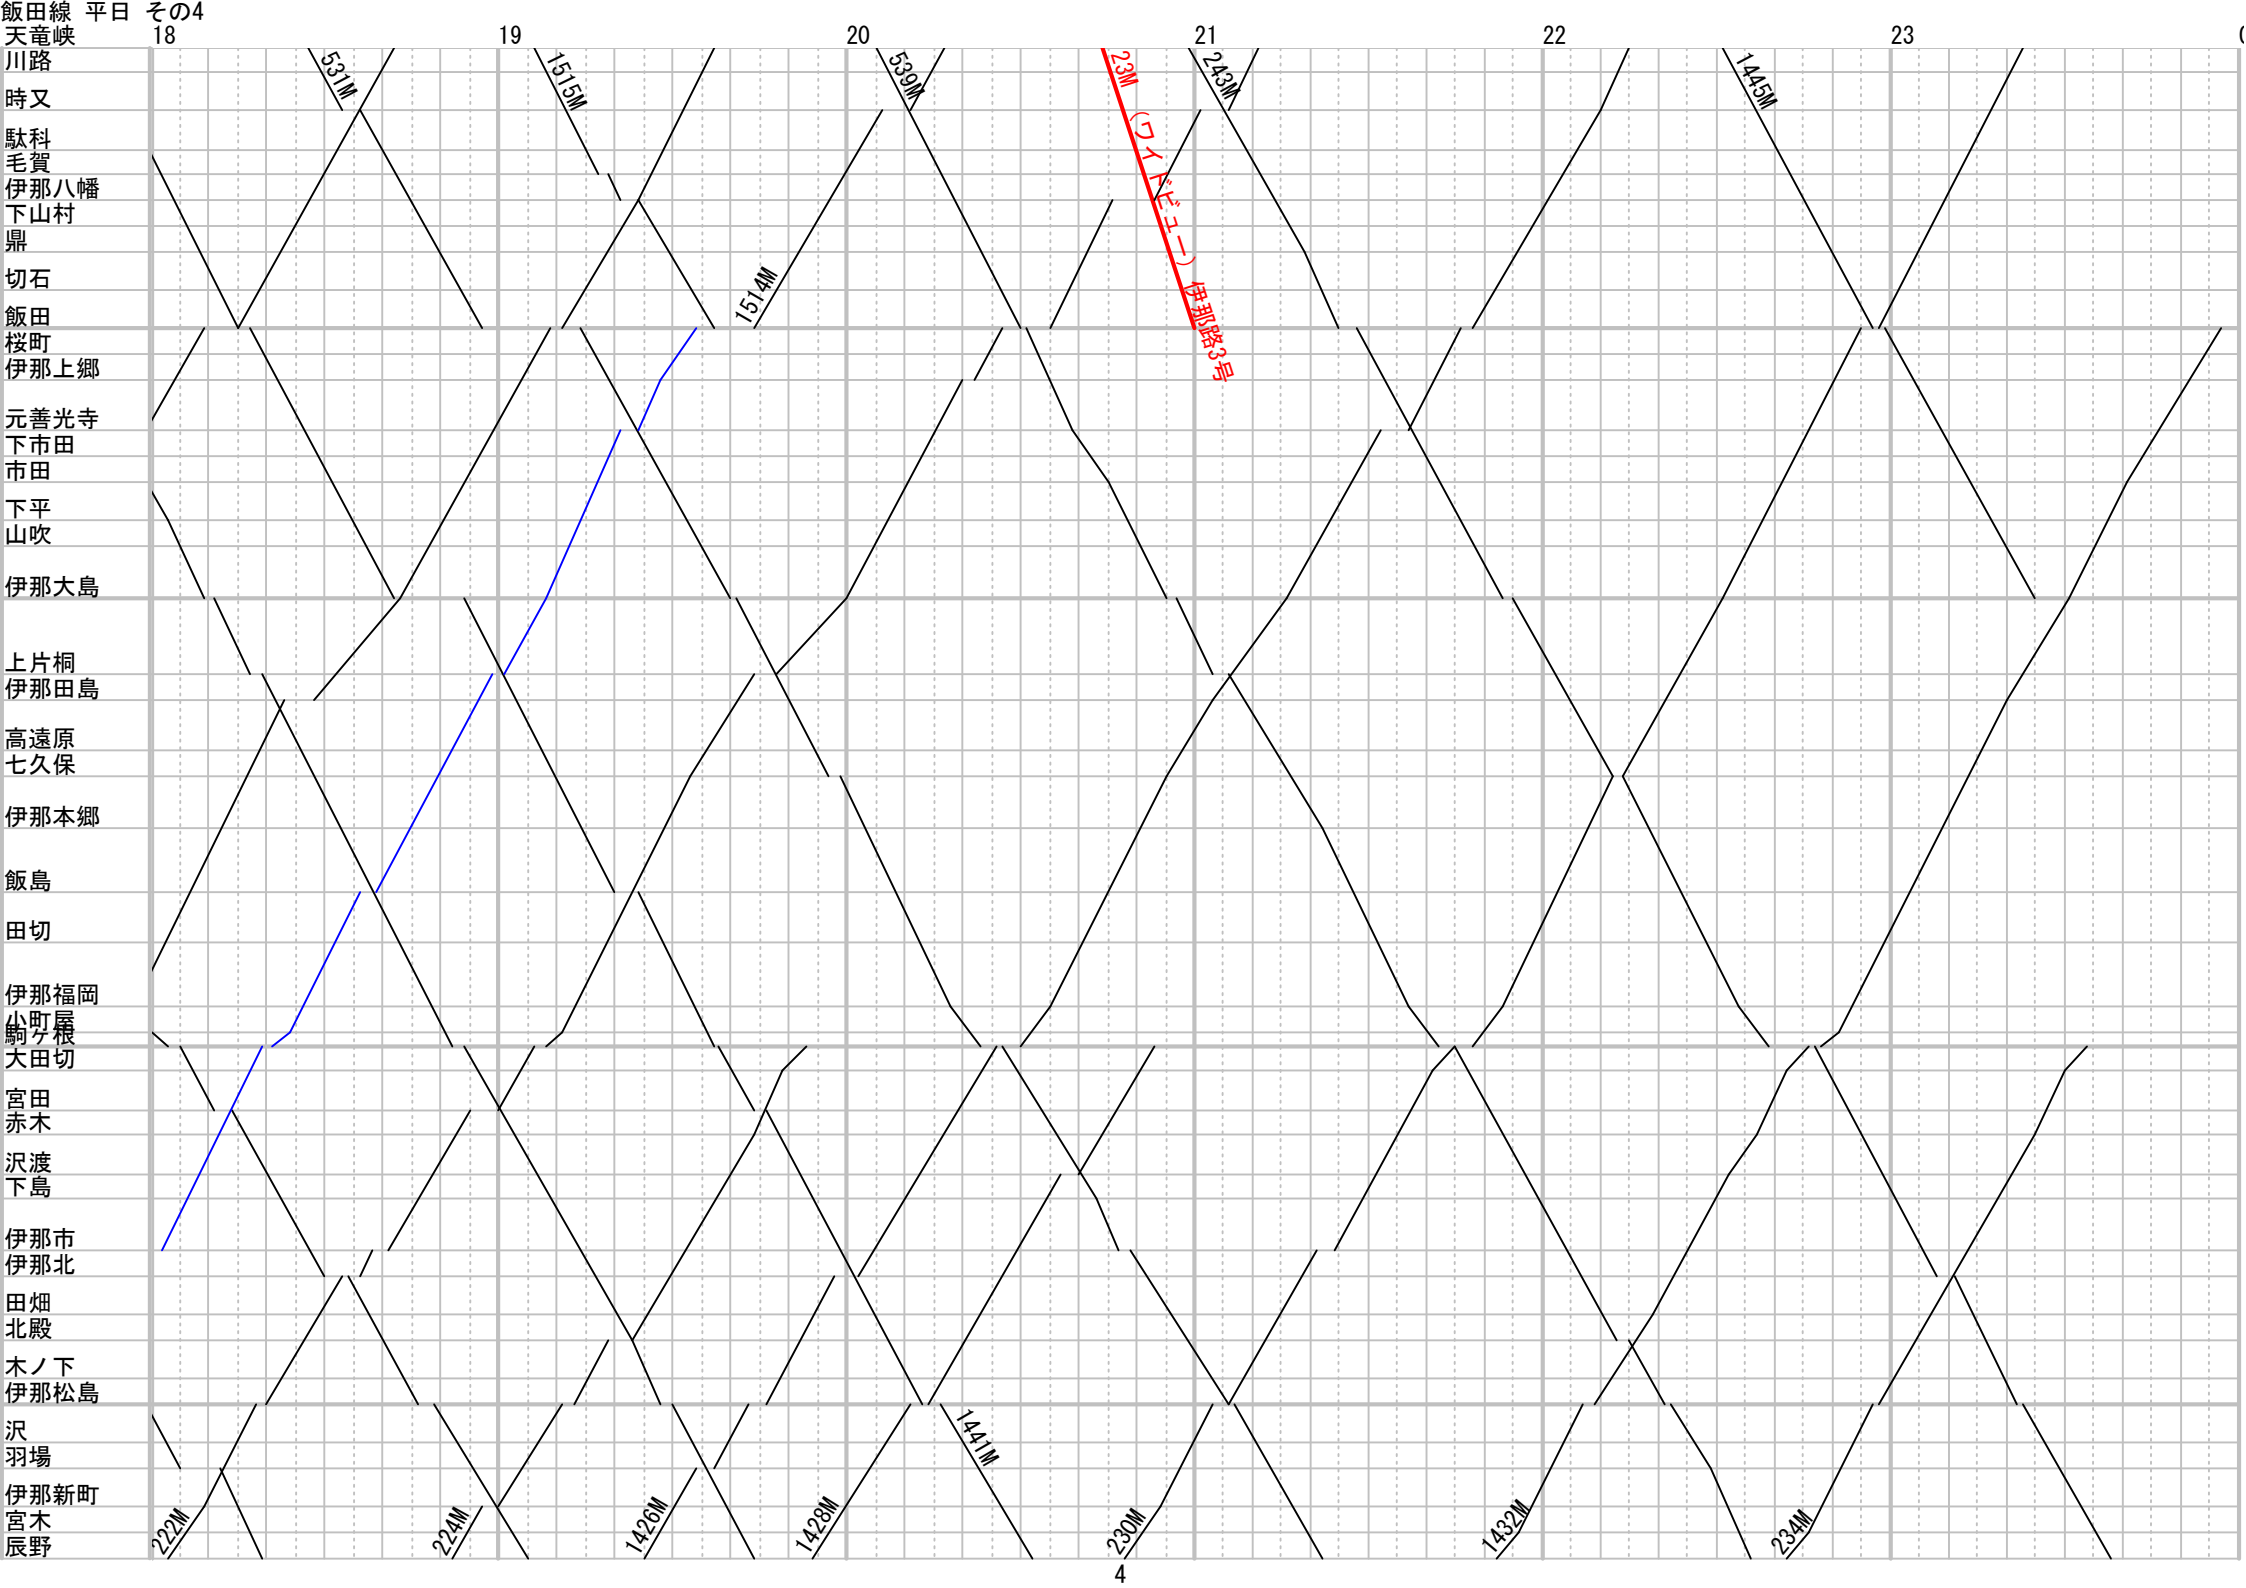 飯田線 平日 その4
天竜峡 18 19 20 21 22 23
川路
時又
駄科
毛賀
伊那八幡
下山村
鼎
切石
飯田
桜町
伊那上郷
元善光寺
下市田
市田
下平
山吹
伊那大島
上片桐
伊那田島
高遠原
七久保
伊那本郷
飯島
田切
伊那福岡
小町屋
駒ヶ根
大田切
宮田
赤木
沢渡
下島
伊那市
伊那北
田畑
北殿
木ノ下
伊那松島
沢
羽場
伊那新町
宮木
辰野
531M
1515M
539M
23M (ワイドビュー) 伊那路3号
243M
1445M
1514M
1441M
222M
224M
1426M
1428M
230M
1432M
234M
4